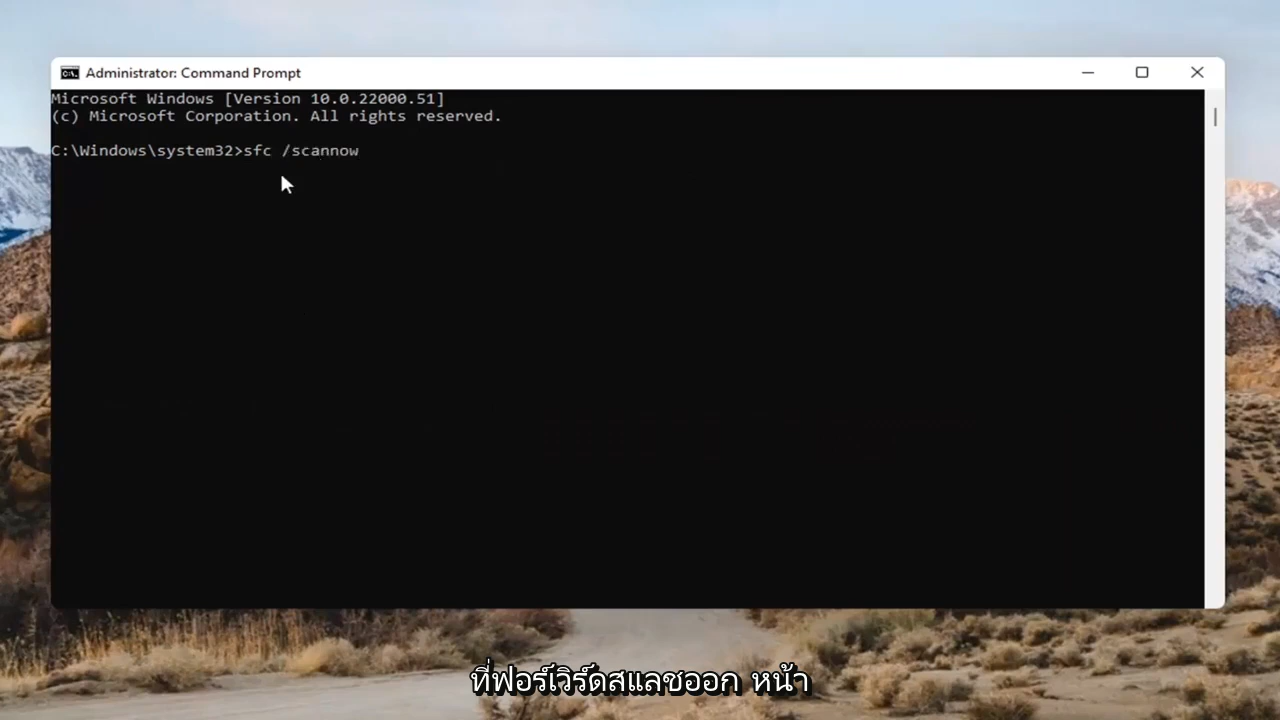 Administrator: Command Prompt
Microsoft Windows [Version 10.0.22000.51]
(c) Microsoft Corporation. All rights reserved.
C:\Windows\system32>sfc /scannow
ที่ฟอร์เวิร์ดสแลชออก หน้า